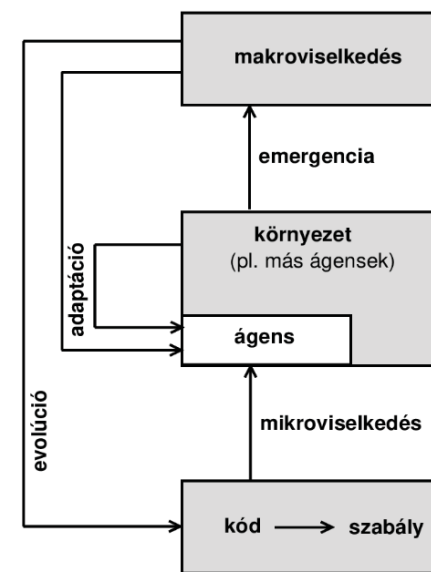 makroviselkedés
emergencia
környezet
(pl. más ágensek)
adaptáció
ágens
evolúció
mikroviselkedés
kód szabály